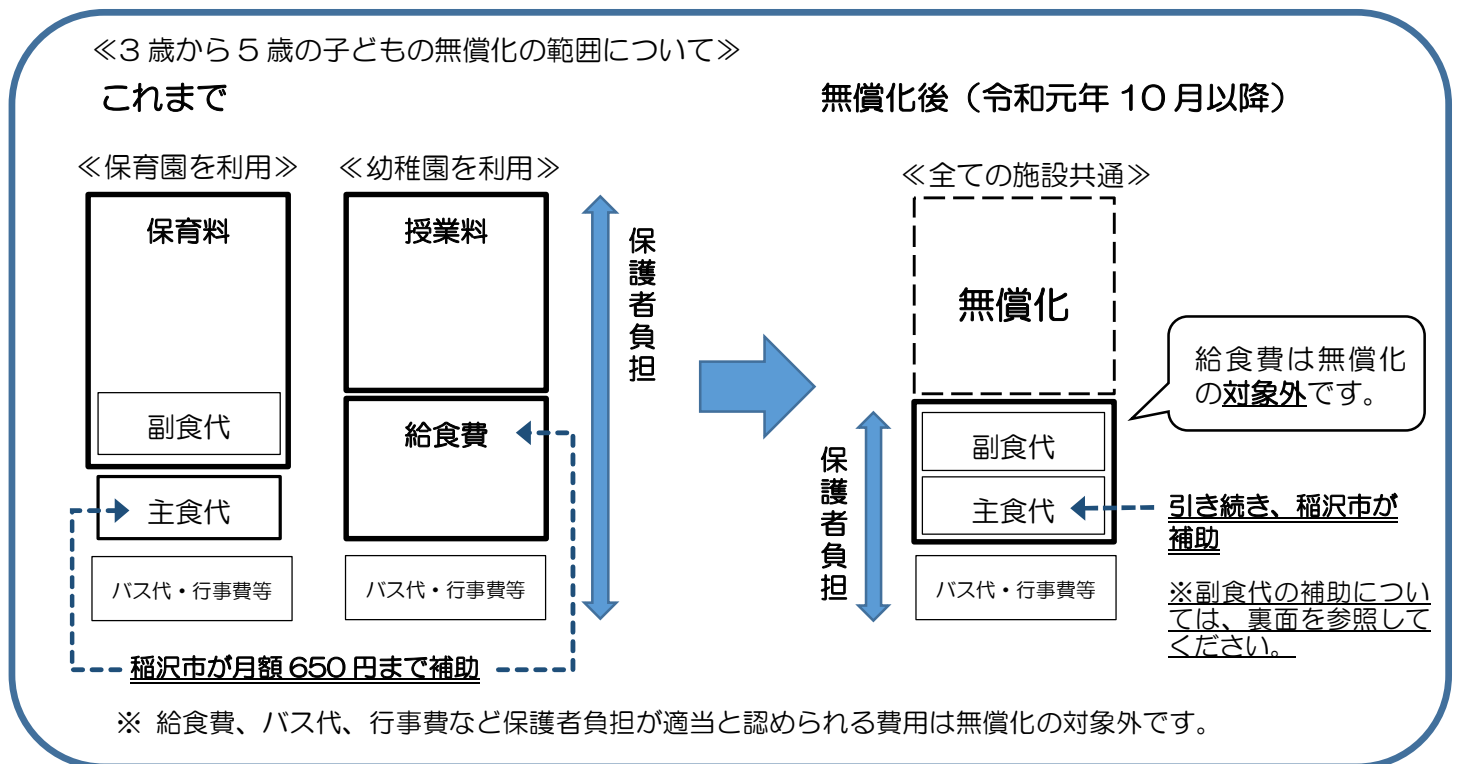 ≪３歳から５歳の子どもの無償化の範囲について≫
これまで
≪保育園を利用≫
保育料
副食代
主食代
バス代・行事費等
≪幼稚園を利用≫
授業料
給食費
バス代・行事費等
保護者負担
稲沢市が月額 650 円まで補助
無償化後（令和元年 10 月以降）
≪全ての施設共通≫
無償化
副食代
主食代
バス代・行事費等
保護者負担
給食費は無償化
の対象外です。
引き続き、稲沢市が
補助
※副食代の補助につい
ては、裏面を参照して
ください。
※ 給食費、バス代、行事費など保護者負担が適当と認められる費用は無償化の対象外です。